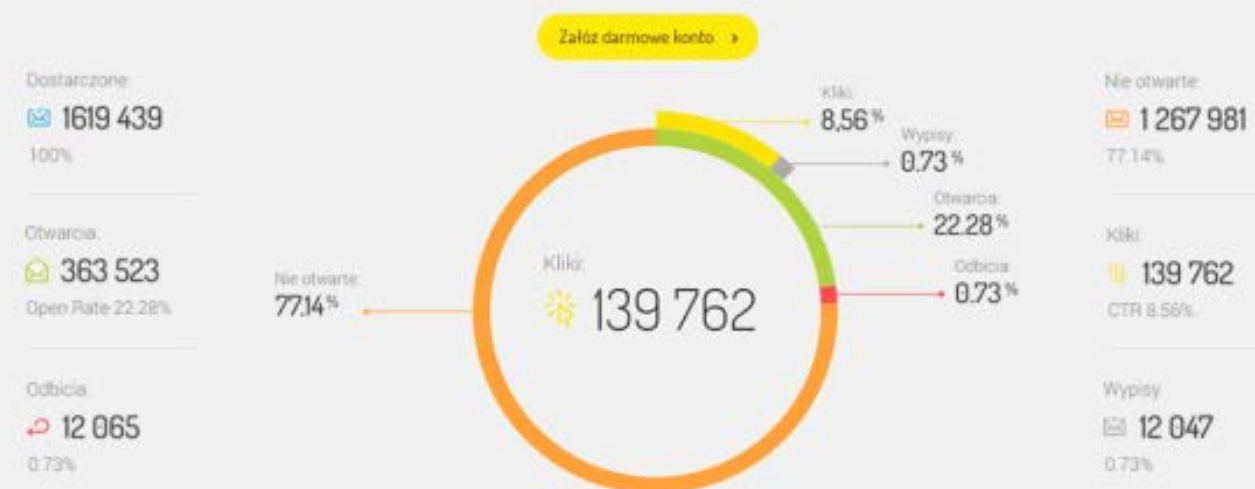 Załóż darmowe konto
Dostarczone:
1619 439
100%
Otwarcia:
363 523
Open Rate 22.28%
Odbicia:
12 065
0.73%
Nie otwarte:
77.14%
Kliki:
139 762
Kliki:
8,56%
Wypisy:
0.73%
Otwarcia:
22.28%
Odbicia
0.73%
Nie otwarte:
1 267 981
77.14%
Kliki:
139 762
CTR 8.56%
Wypisy
12 047
0.73%